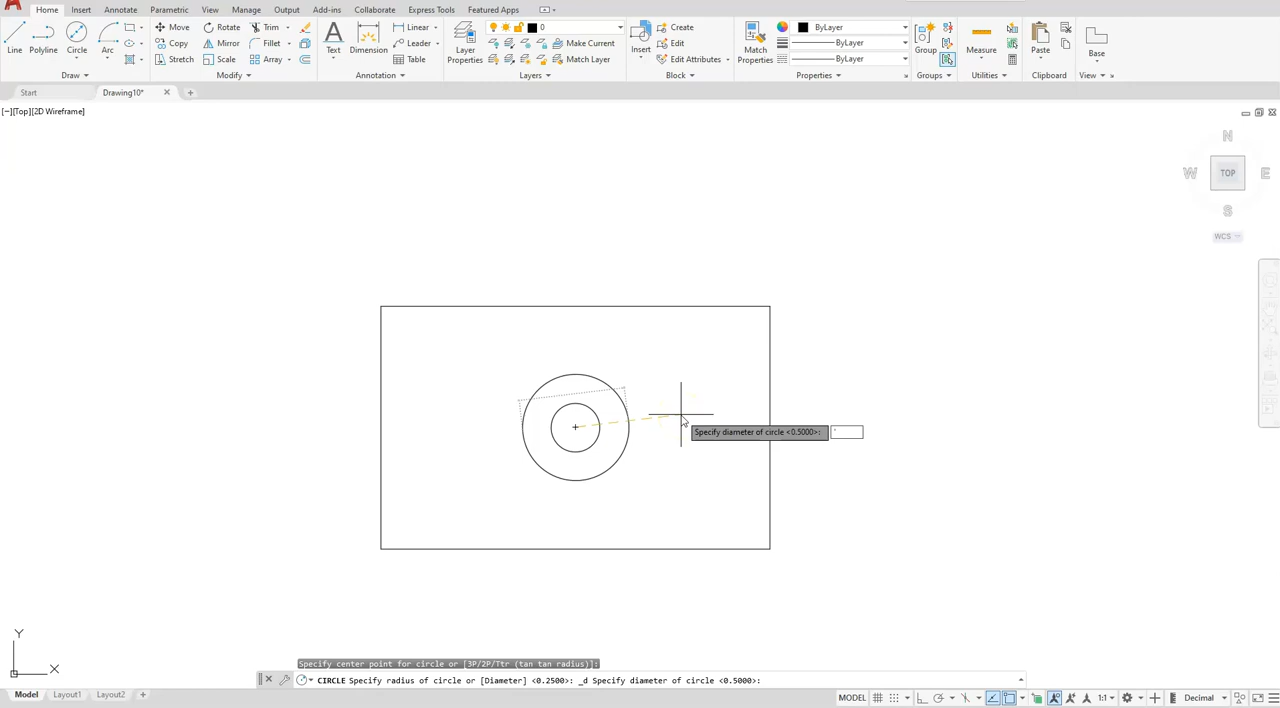 Home Insert Annotate Parametric View Manage Output Add-ins Collaborate Express Tools Featured Apps
Line Polyline Circle Arc
Move Rotate Trim
Copy Mirror Fillet
Stretch Scale Array
Text Dimension
Linear
Leader
Table
Layer Properties
0
Make Current
Match Layer
Insert
Create
Edit
Edit Attributes
Match Properties
ByLayer
ByLayer
ByLayer
Group Measure Paste Base
Draw Modify Annotation Layers Block Properties Groups Utilities Clipboard View
Start Drawing10*
[−][Top][2D Wireframe]
N
W TOP E
S
WCS
Specify diameter of circle <0.5000>: '
Y
X
Specify center point for circle or [3P/2P/Ttr (tan tan radius)]:
CIRCLE Specify radius of circle or [Diameter] <0.2500>: _d Specify diameter of circle <0.5000>:
Model Layout1 Layout2 MODEL 1:1 Decimal